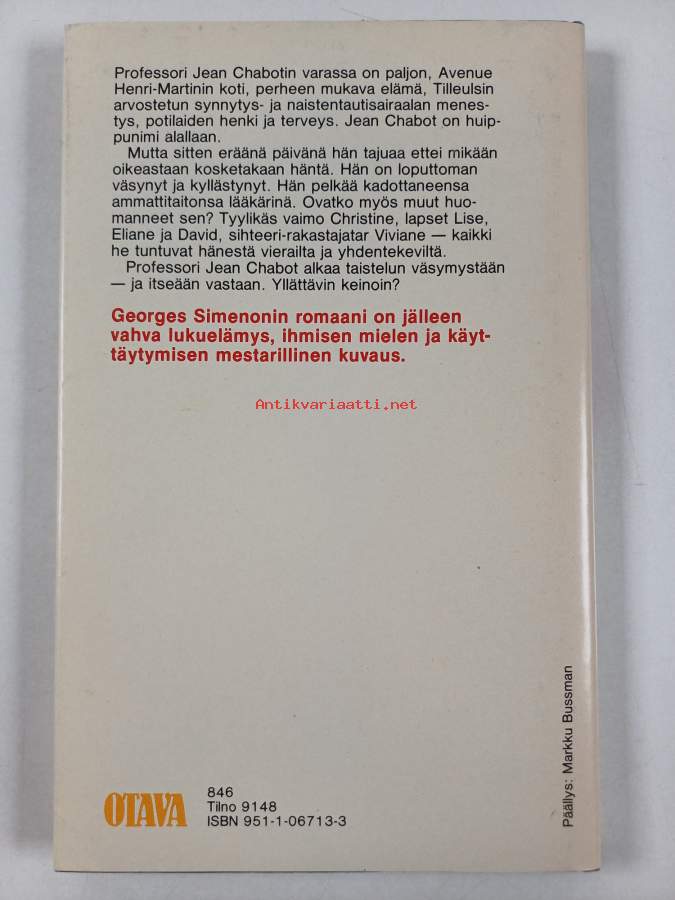 Professori Jean Chabotin varassa on paljon, Avenue
Henri-Martinin koti, perheen mukava elämä, Tilleulsin
arvostetun synnytys- ja naistentautisairaalan menes-
tys, potilaiden henki ja terveys. Jean Chabot on huip-
punimi alallaan.
Mutta sitten eräänä päivänä hän tajuaa ettei mikään
oikeastaan kosketakaan häntä. Hän on loputtoman
väsynyt ja kyllästynyt. Hän pelkää kadottaneensa
ammattitaitonsa lääkärinä. Ovatko myös muut huo-
manneet sen? Tyylikäs vaimo Christine, lapset Lise,
Eliane ja David, sihteeri-rakastajatar Viviane — kaikki
he tuntuvat hänestä vierailta ja yhdentekeviltä.
Professori Jean Chabot alkaa taistelun väsymystään
— ja itseään vastaan. Yllättävin keinoin?
Georges Simenonin romaani on jälleen
vahva lukuelämys, ihmisen mielen ja käyt-
täytymisen mestarillinen kuvaus.
Antikvariaatti.net
Päällys: Markku Bussman
OTAVA
846
Tilno 9148
ISBN 951-1-06713-3